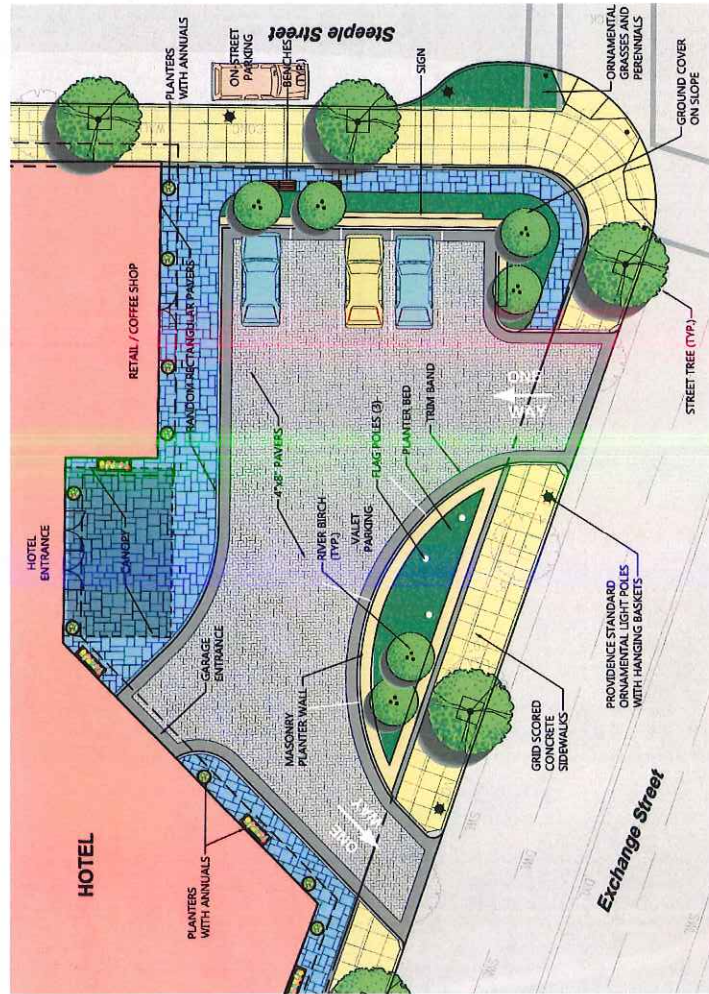 Steeple Street
PLANTERS
WITH ANNUALS
ON-STREET
PARKING
BENCHES
(TYP.)
SIGN
ORNAMENTAL
GRASSES AND
PERENNIALS
GROUND COVER
ON SLOPE
RETAIL / COFFEE SHOP
RANDOM RECTANGULAR PAVERS
STREET TREE (TYP.)
ONE
WAY
HOTEL
ENTRANCE
CANOPY
4"x8" PAVERS
RIVER BIRCH
(TYP.)
VALET
PARKING
FLAG POLES (3)
PLANTER BED
TRIM BAND
GARAGE
ENTRANCE
MASONRY
PLANTER WALL
PROVIDENCE STANDARD
ORNAMENTAL LIGHT POLES
WITH HANGING BASKETS
GRID SCORED
CONCRETE
SIDEWALKS
HOTEL
PLANTERS
WITH ANNUALS
ONE
WAY
Exchange Street